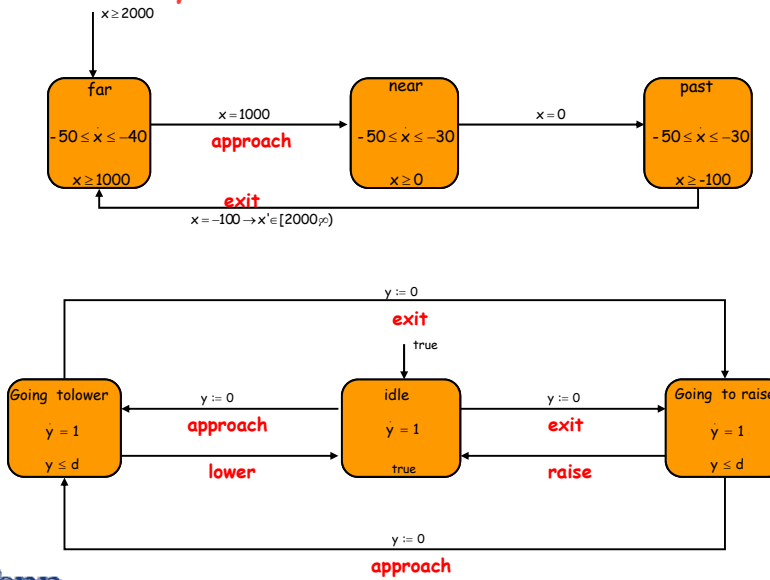 x ≥ 2000
far
-50 ≤ ẋ ≤ -40
x ≥ 1000
x = 1000
approach
near
-50 ≤ ẋ ≤ -30
x ≥ 0
x = 0
past
-50 ≤ ẋ ≤ -30
x ≥ -100
exit
x = -100 → x' ∈ [2000,∞)
y := 0
exit
true
Going tolower
ẏ = 1
y ≤ d
y := 0
approach
lower
idle
ẏ = 1
true
y := 0
exit
raise
Going to raise
ẏ = 1
y ≤ d
y := 0
approach